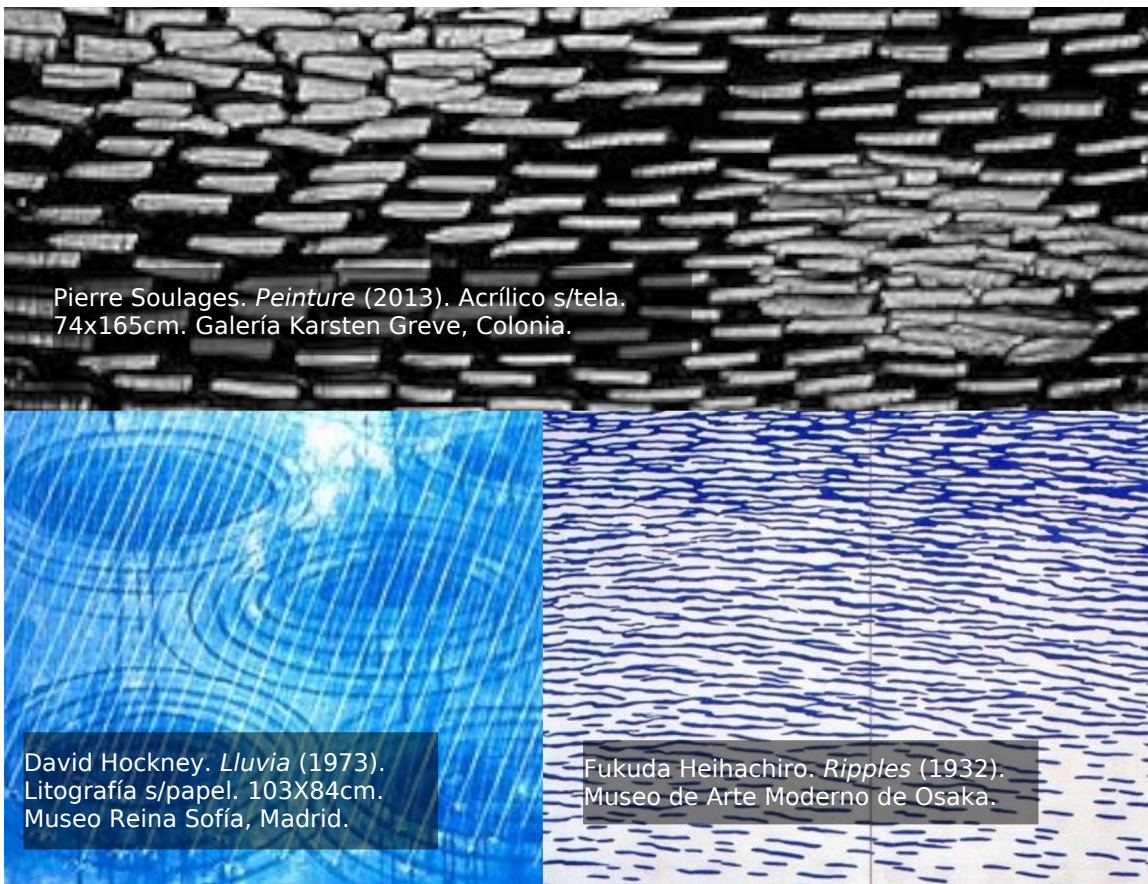 Pierre Soulages. Peinture (2013). Acrílico s/tela.
74x165cm. Galería Karsten Greve, Colonia.
David Hockney. Lluvia (1973).
Litografía s/papel. 103X84cm.
Museo Reina Sofía, Madrid.
Fukuda Heihachiro. Ripples (1932).
Museo de Arte Moderno de Osaka.